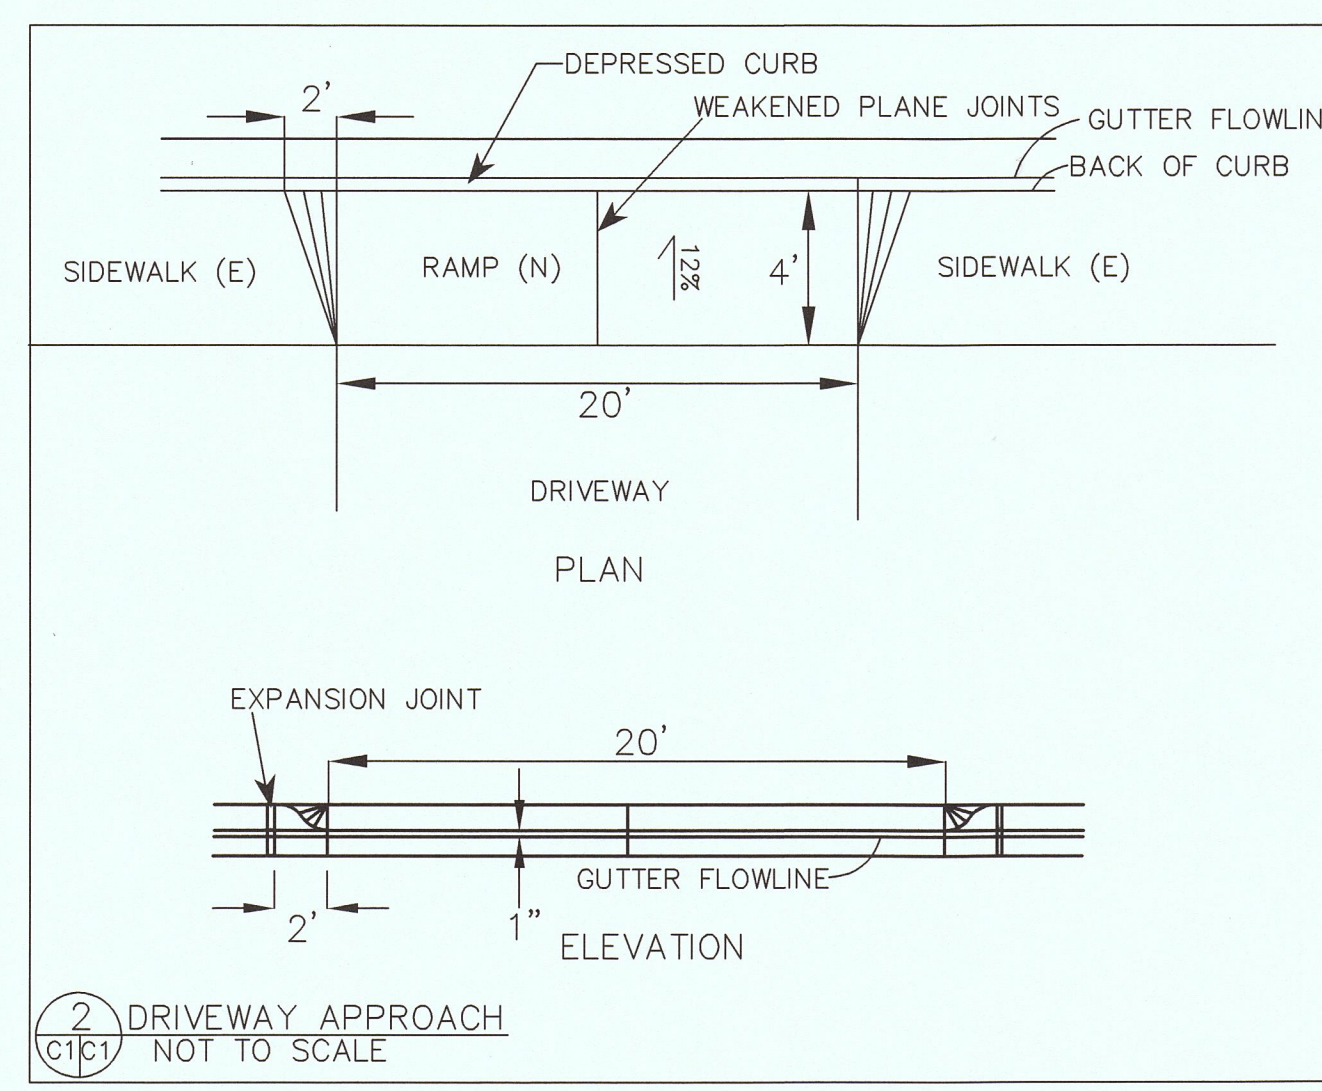 2'
DEPRESSED CURB
WEAKENED PLANE JOINTS
GUTTER FLOWLIN
BACK OF CURB
SIDEWALK (E)
RAMP (N)
12%
4'
SIDEWALK (E)
20'
DRIVEWAY
PLAN
EXPANSION JOINT
20'
GUTTER FLOWLINE
2'
1"
ELEVATION
2
DRIVEWAY APPROACH
C1 C1
NOT TO SCALE